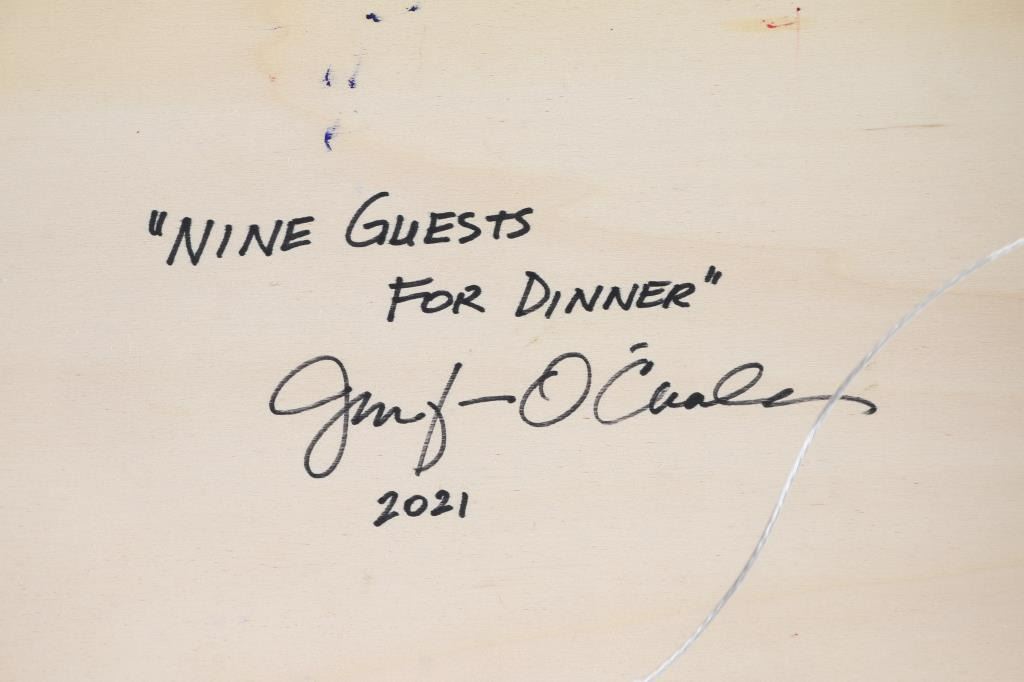 "NINE GUESTS
FOR DINNER"
2021